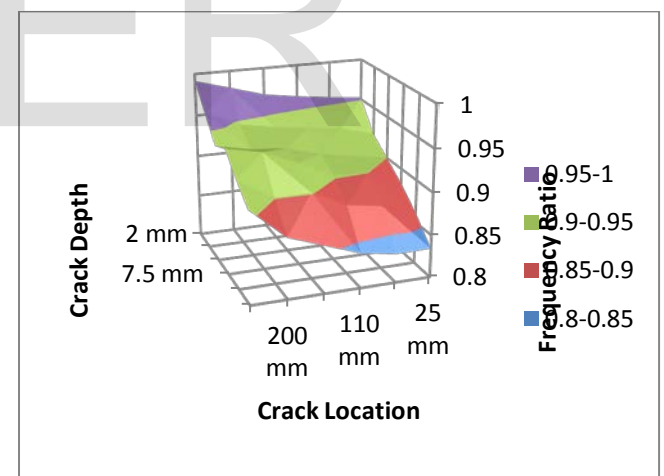 ER
1
0.95
0.9
0.85
0.8
Frequency Ratio
0.95-1
0.9-0.95
0.85-0.9
0.8-0.85
Crack Depth
2 mm
7.5 mm
200 mm
110 mm
25 mm
Crack Location